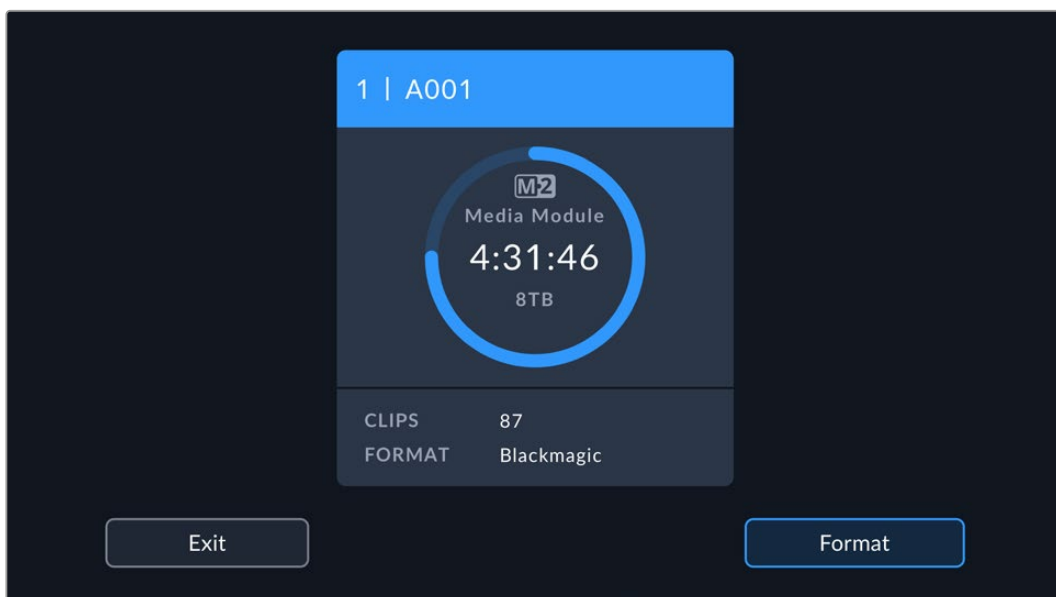 1 | A001
M2
Media Module
4:31:46
8TB
CLIPS 87
FORMAT Blackmagic
Exit
Format